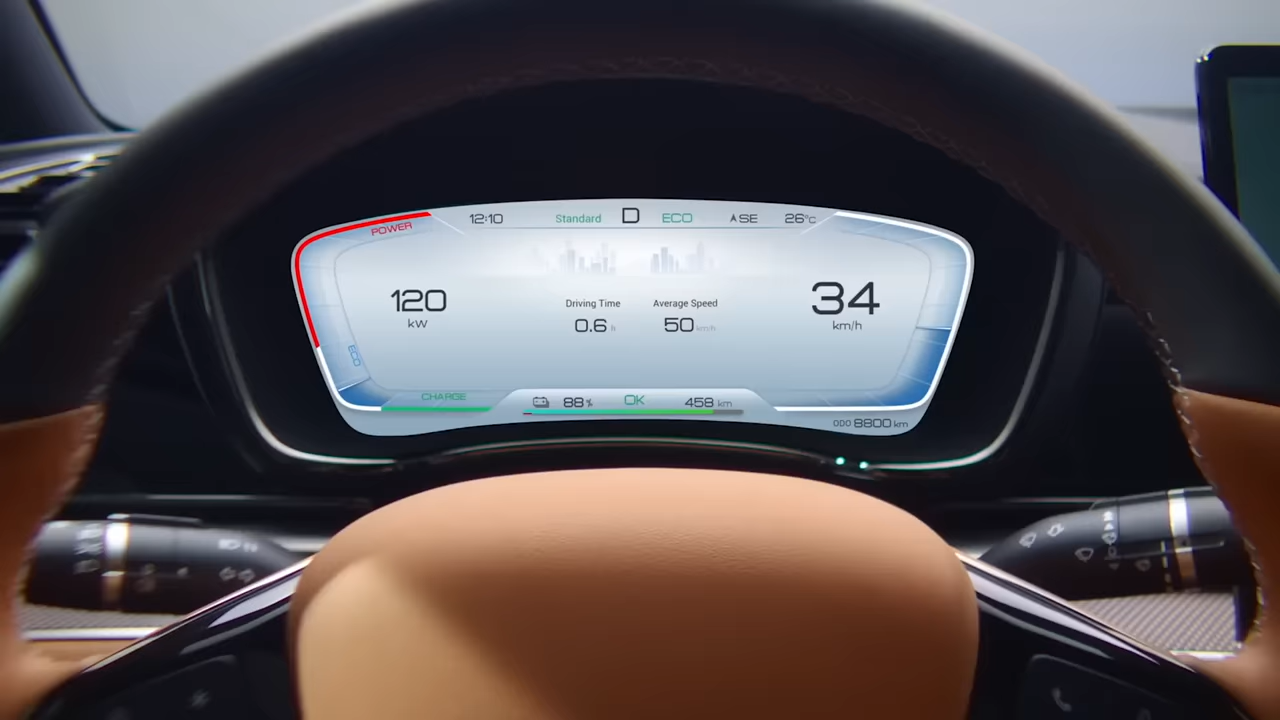 12:10 Standard D ECO SE 26°C
POWER
120
kW
Driving Time
0.6 h
Average Speed
50 km/h
34
km/h
ECO
CHARGE
88% OK 458 km
ODO 8800 km